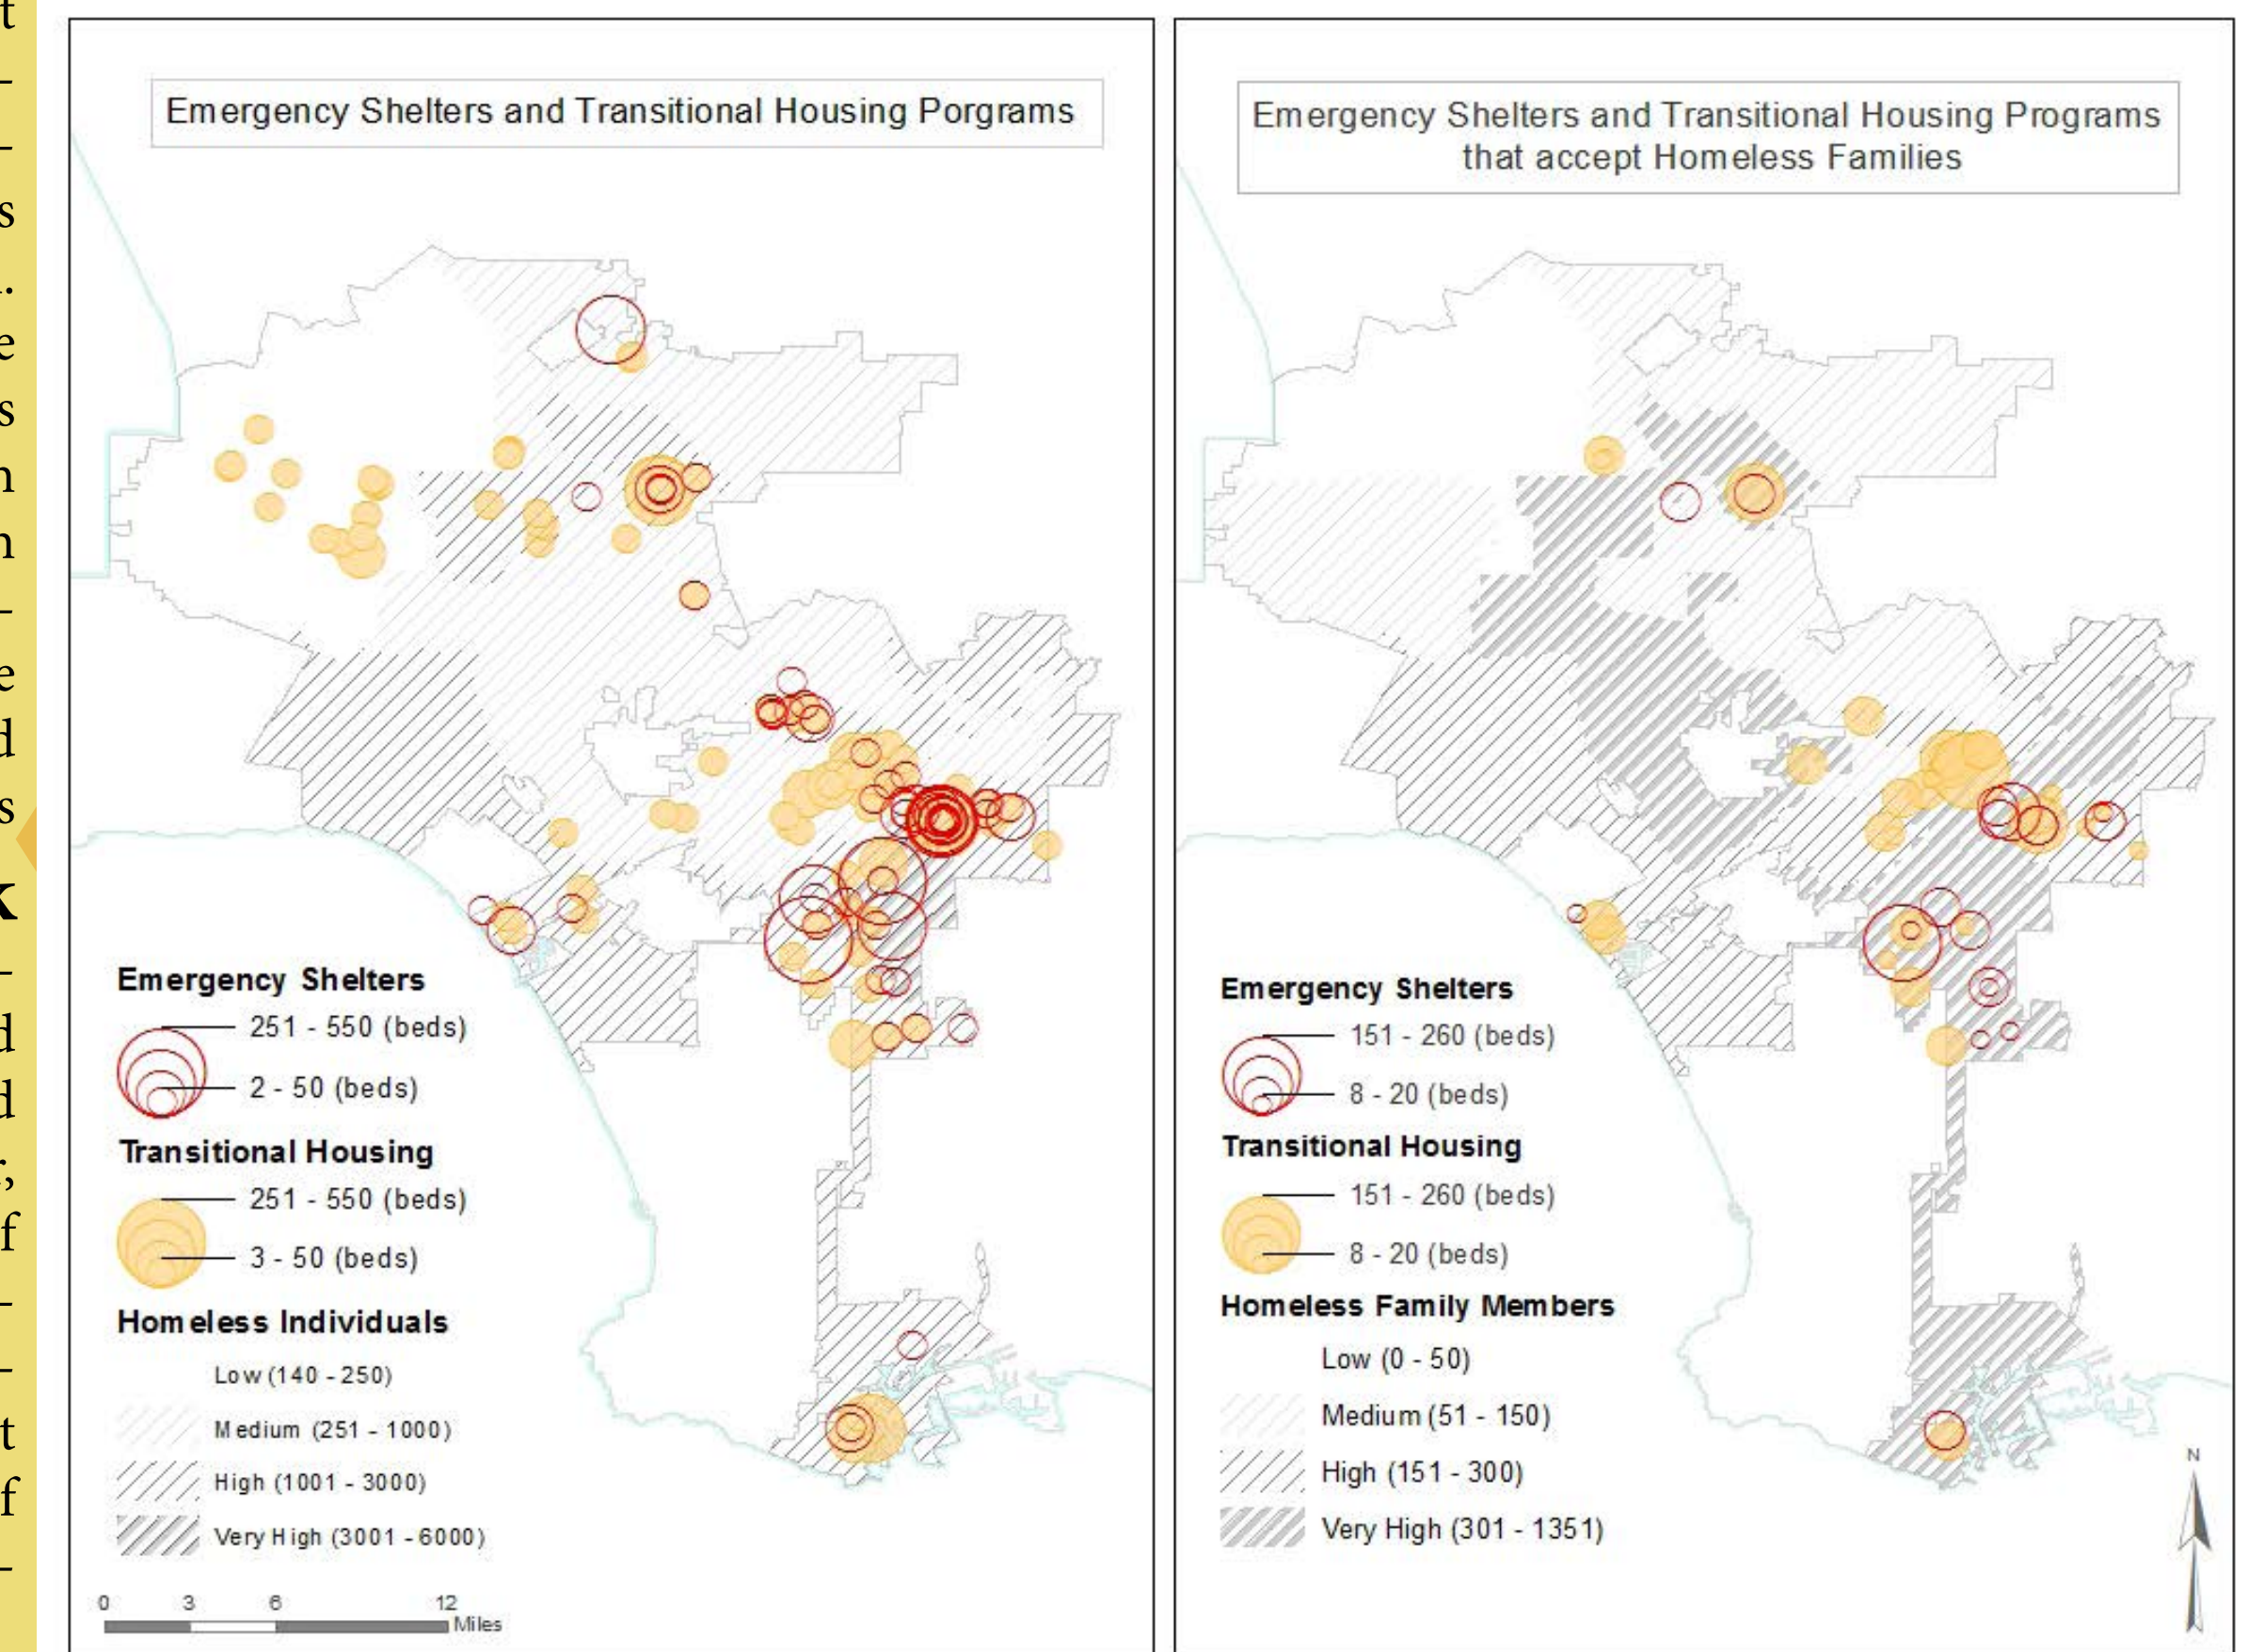 t
–
–
s
.
e
s
n
n
–
e
d
s
k
–
d
d
;
f
–
–
t
f
–
Emergency Shelters and Transitional Housing Porgrams
Emergency Shelters
251 - 550 (beds)
2 - 50 (beds)
Transitional Housing
251 - 550 (beds)
3 - 50 (beds)
Homeless Individuals
Low (140 - 250)
Medium (251 - 1000)
High (1001 - 3000)
Very High (3001 - 6000)
0 3 6 12
Miles
Emergency Shelters and Transitional Housing Programs
that accept Homeless Families
Emergency Shelters
151 - 260 (beds)
8 - 20 (beds)
Transitional Housing
151 - 260 (beds)
8 - 20 (beds)
Homeless Family Members
Low (0 - 50)
Medium (51 - 150)
High (151 - 300)
Very High (301 - 1351)
N